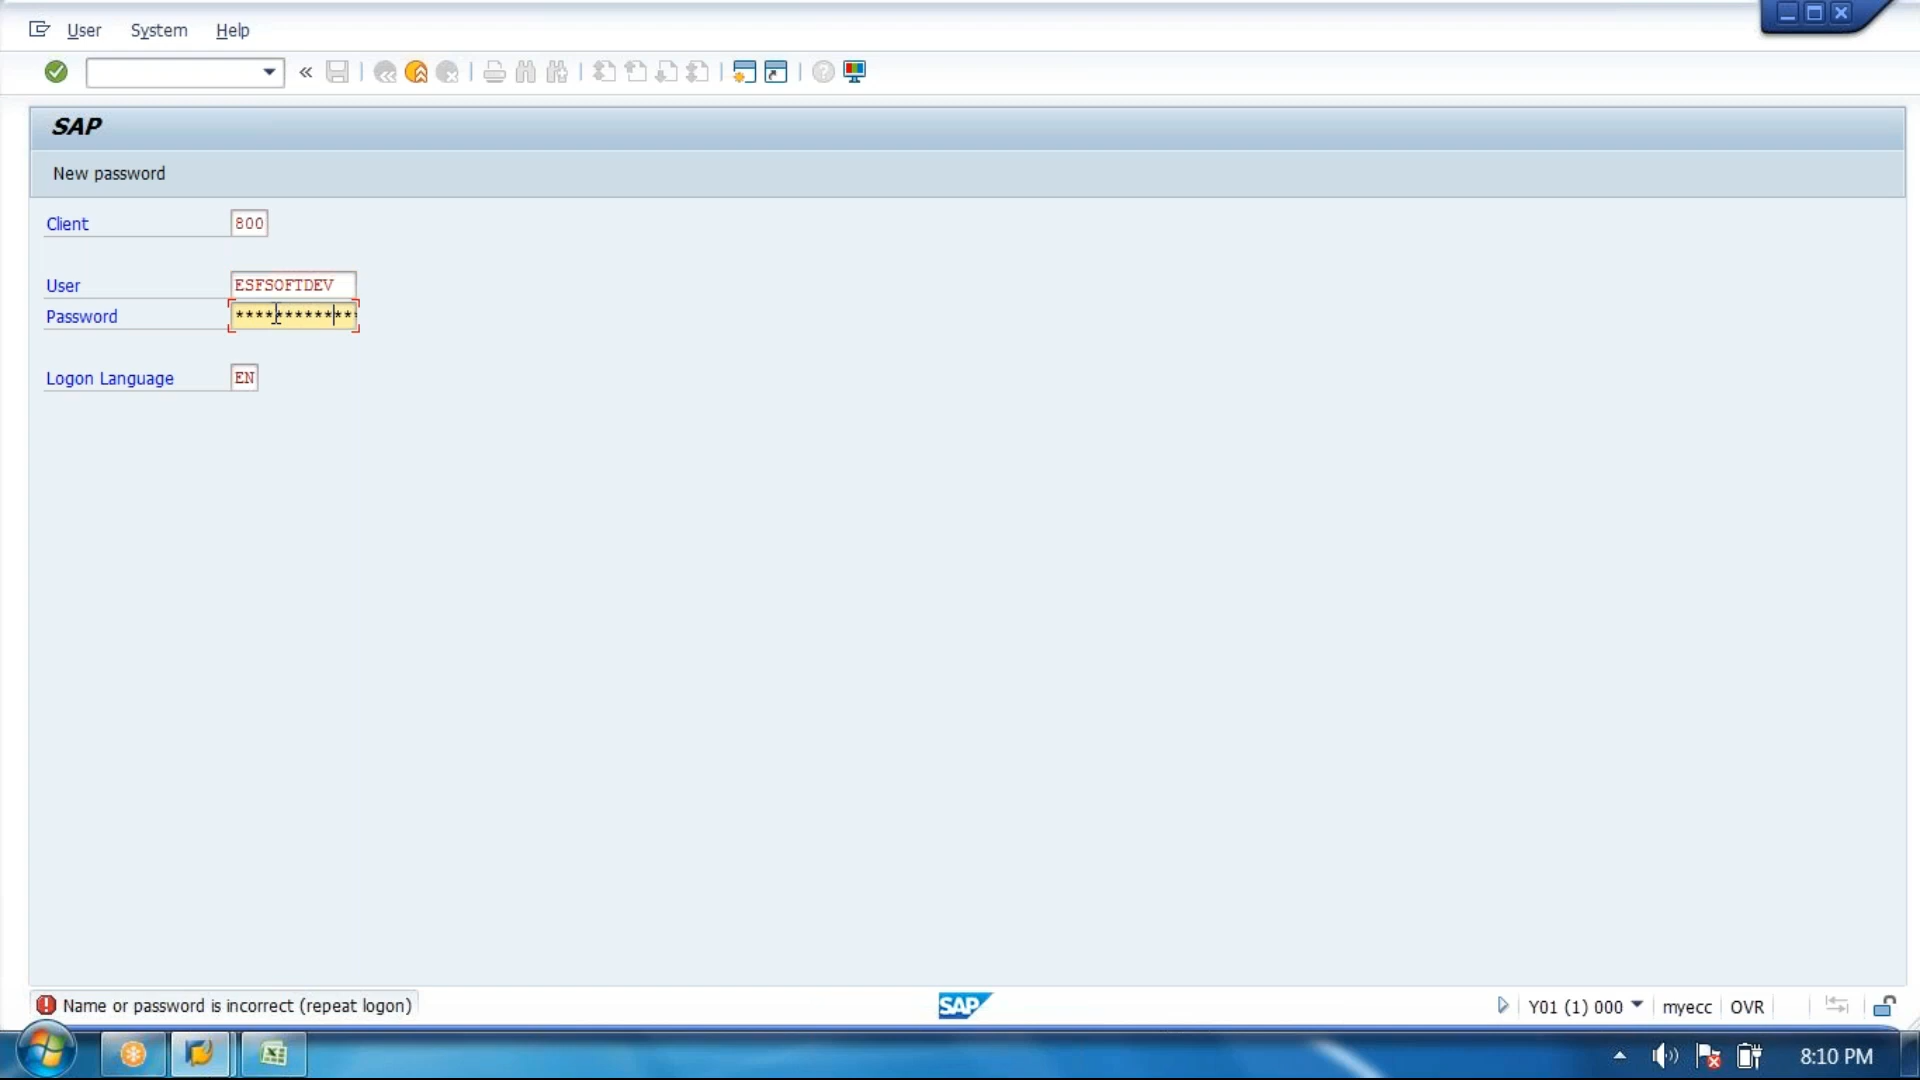 User System Help
SAP
New password
Client 800
User ESFSOFTDEV
Password **************
Logon Language EN
Name or password is incorrect (repeat logon)
SAP
Y01 (1) 000 myecc OVR
8:10 PM